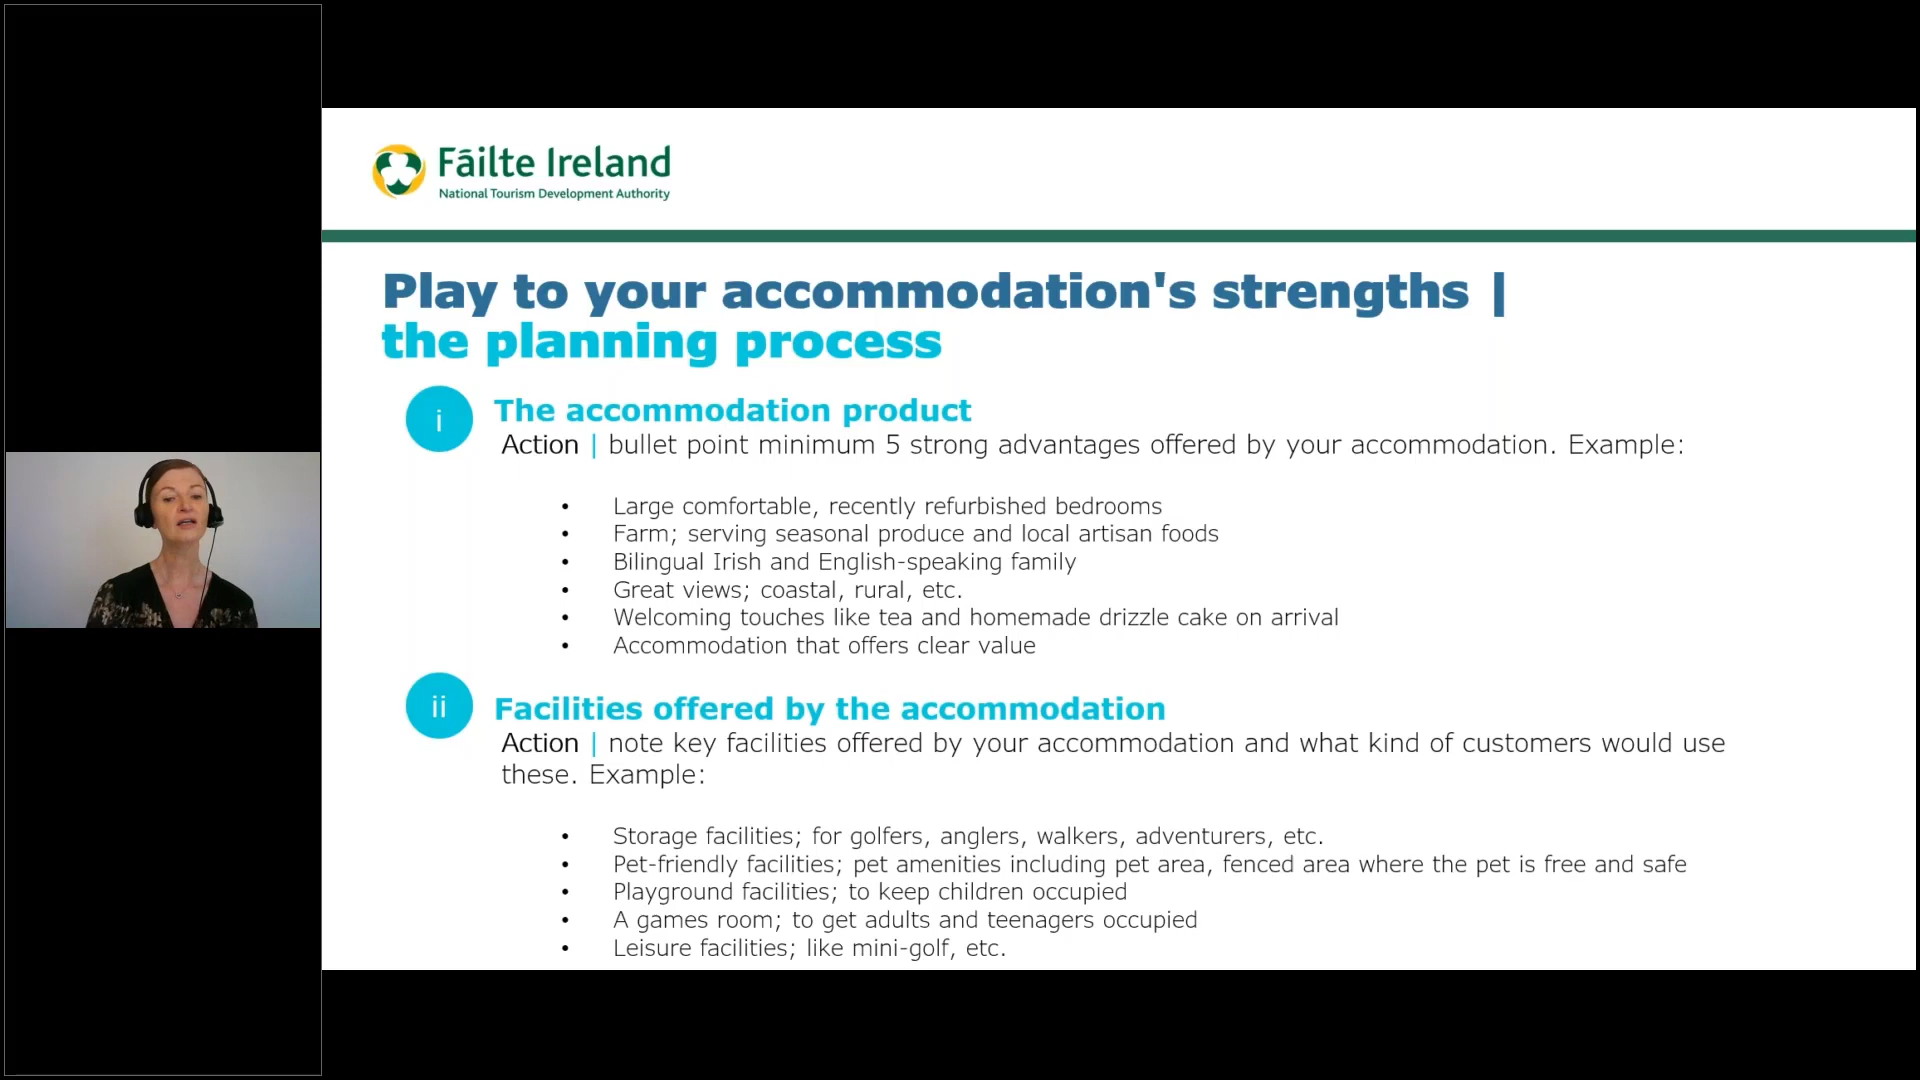 Fáilte Ireland
National Tourism Development Authority
Play to your accommodation's strengths |
the planning process
i
The accommodation product
Action | bullet point minimum 5 strong advantages offered by your accommodation. Example:
• Large comfortable, recently refurbished bedrooms
• Farm; serving seasonal produce and local artisan foods
• Bilingual Irish and English-speaking family
• Great views; coastal, rural, etc.
• Welcoming touches like tea and homemade drizzle cake on arrival
• Accommodation that offers clear value
ii
Facilities offered by the accommodation
Action | note key facilities offered by your accommodation and what kind of customers would use
these. Example:
• Storage facilities; for golfers, anglers, walkers, adventurers, etc.
• Pet-friendly facilities; pet amenities including pet area, fenced area where the pet is free and safe
• Playground facilities; to keep children occupied
• A games room; to get adults and teenagers occupied
• Leisure facilities; like mini-golf, etc.